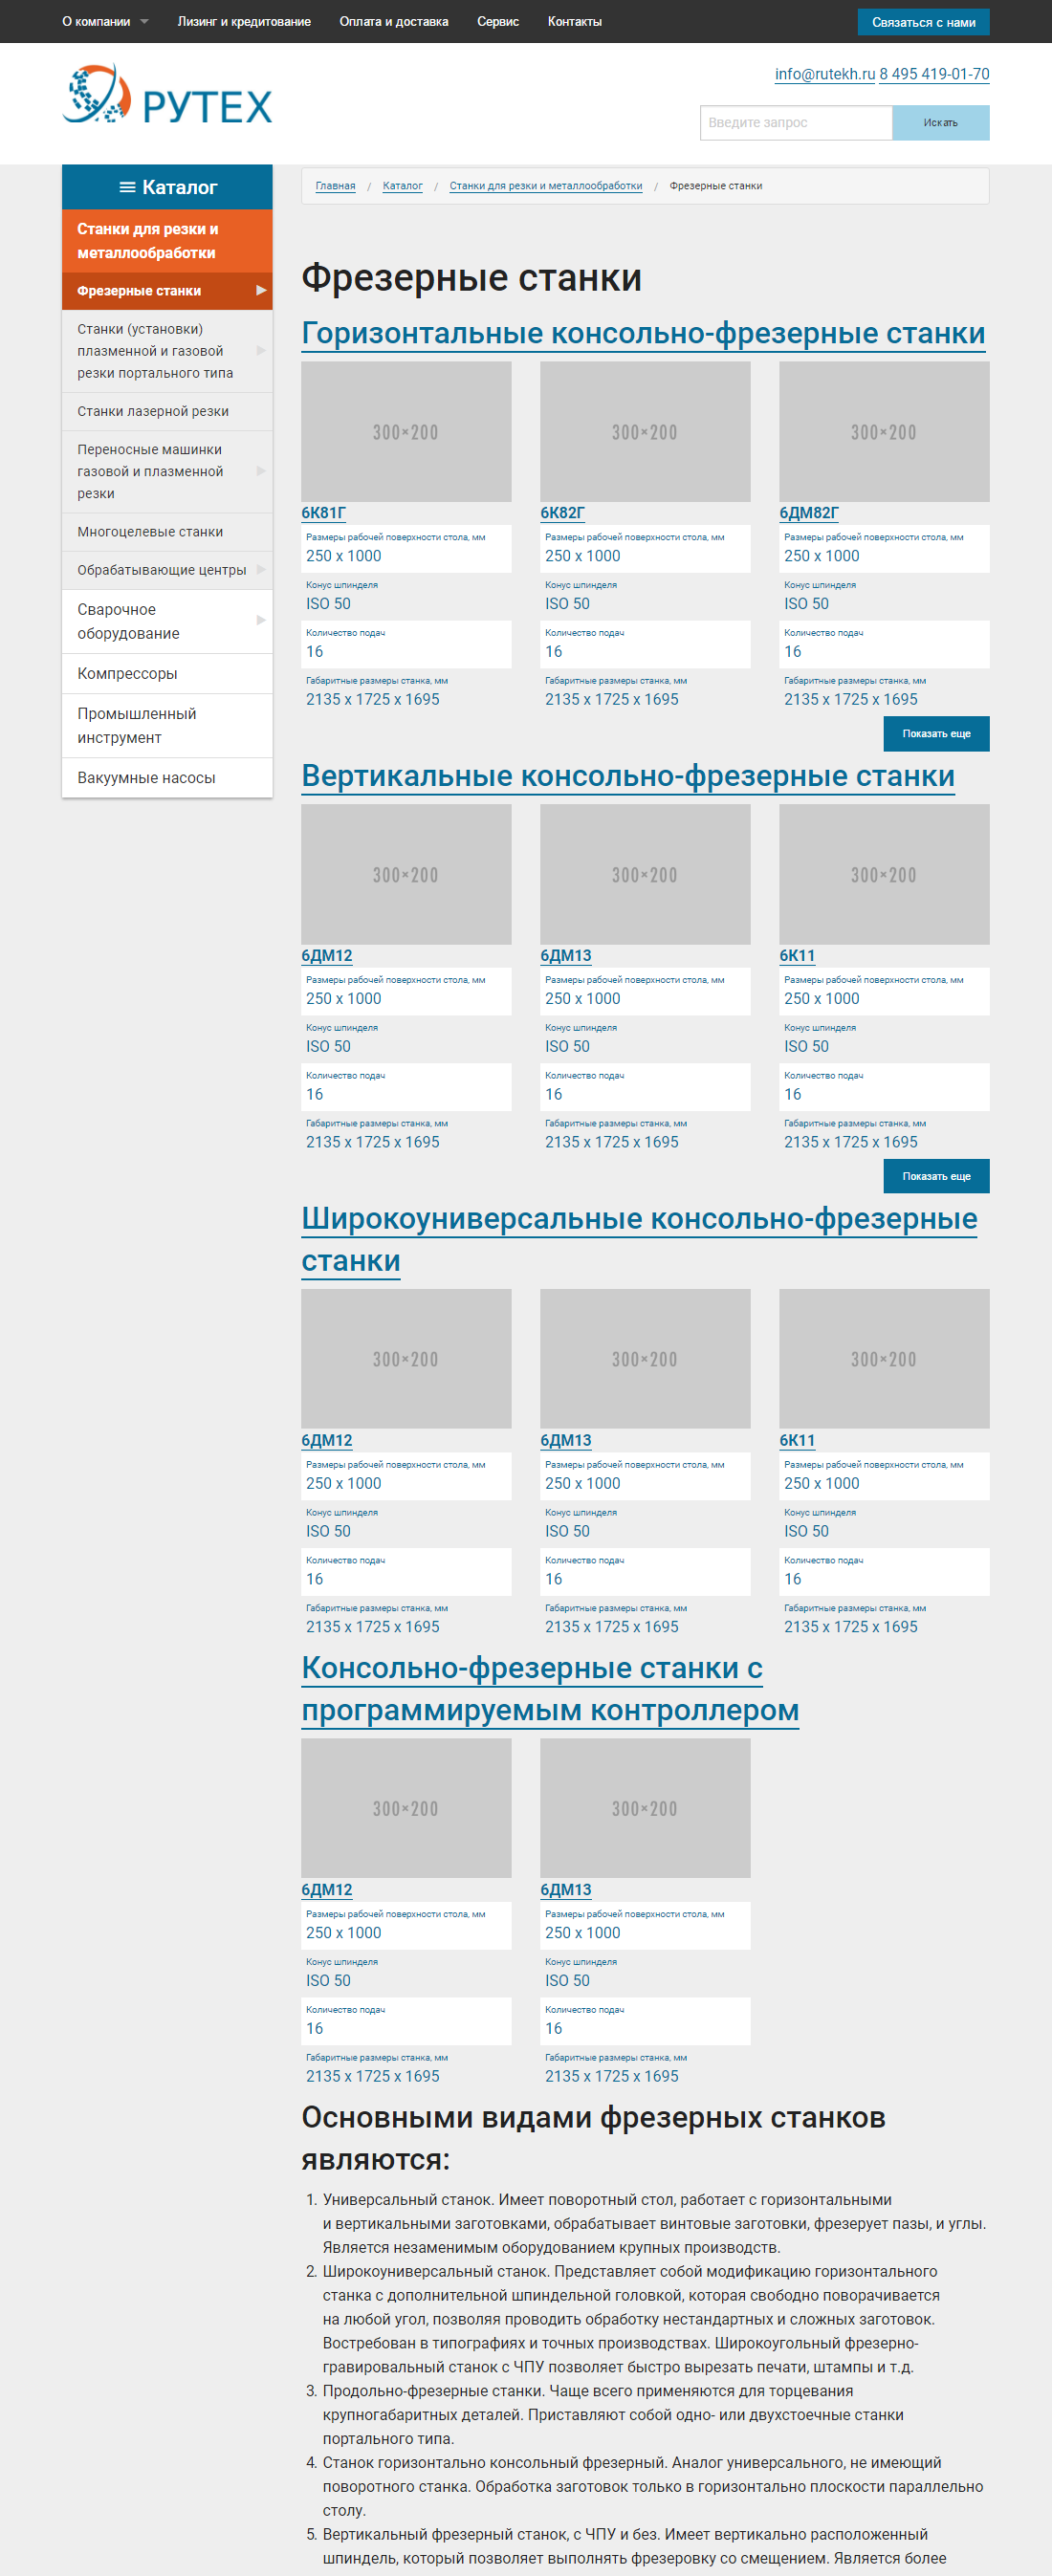 О компании
Лизинг и кредитование
Оплата и доставка
Сервис
Контакты
Связаться с нами
РУТЕХ
info@rutekh.ru 8 495 419-01-70
Введите запрос
Искать
Каталог
Станки для резки и
металлообработки
Фрезерные станки
Станки (установки)
плазменной и газовой
резки портального типа
Станки лазерной резки
Переносные машинки
газовой и плазменной
резки
Многоцелевые станки
Обрабатывающие центры
Сварочное
оборудование
Компрессоры
Промышленный
инструмент
Вакуумные насосы
Главная / Каталог / Станки для резки и металлообработки / Фрезерные станки
Фрезерные станки
Горизонтальные консольно-фрезерные станки
300×200 300×200 300×200
6К81Г 6К82Г 6ДМ82Г
Размеры рабочей поверхности стола, мм Размеры рабочей поверхности стола, мм Размеры рабочей поверхности стола, мм
250 x 1000 250 x 1000 250 x 1000
Конус шпинделя Конус шпинделя Конус шпинделя
ISO 50 ISO 50 ISO 50
Количество подач Количество подач Количество подач
16 16 16
Габаритные размеры станка, мм Габаритные размеры станка, мм Габаритные размеры станка, мм
2135 x 1725 x 1695 2135 x 1725 x 1695 2135 x 1725 x 1695
Показать еще
Вертикальные консольно-фрезерные станки
300×200 300×200 300×200
6ДМ12 6ДМ13 6К11
Размеры рабочей поверхности стола, мм Размеры рабочей поверхности стола, мм Размеры рабочей поверхности стола, мм
250 x 1000 250 x 1000 250 x 1000
Конус шпинделя Конус шпинделя Конус шпинделя
ISO 50 ISO 50 ISO 50
Количество подач Количество подач Количество подач
16 16 16
Габаритные размеры станка, мм Габаритные размеры станка, мм Габаритные размеры станка, мм
2135 x 1725 x 1695 2135 x 1725 x 1695 2135 x 1725 x 1695
Показать еще
Широкоуниверсальные консольно-фрезерные
станки
300×200 300×200 300×200
6ДМ12 6ДМ13 6К11
Размеры рабочей поверхности стола, мм Размеры рабочей поверхности стола, мм Размеры рабочей поверхности стола, мм
250 x 1000 250 x 1000 250 x 1000
Конус шпинделя Конус шпинделя Конус шпинделя
ISO 50 ISO 50 ISO 50
Количество подач Количество подач Количество подач
16 16 16
Габаритные размеры станка, мм Габаритные размеры станка, мм Габаритные размеры станка, мм
2135 x 1725 x 1695 2135 x 1725 x 1695 2135 x 1725 x 1695
Консольно-фрезерные станки с
программируемым контроллером
300×200 300×200
6ДМ12 6ДМ13
Размеры рабочей поверхности стола, мм Размеры рабочей поверхности стола, мм
250 x 1000 250 x 1000
Конус шпинделя Конус шпинделя
ISO 50 ISO 50
Количество подач Количество подач
16 16
Габаритные размеры станка, мм Габаритные размеры станка, мм
2135 x 1725 x 1695 2135 x 1725 x 1695
Основными видами фрезерных станков
являются:
1. Универсальный станок. Имеет поворотный стол, работает с горизонтальными
и вертикальными заготовками, обрабатывает винтовые заготовки, фрезерует пазы, и углы.
Является незаменимым оборудованием крупных производств.
2. Широкоуниверсальный станок. Представляет собой модификацию горизонтального
станка с дополнительной шпиндельной головкой, которая свободно поворачивается
на любой угол, позволяя проводить обработку нестандартных и сложных заготовок.
Востребован в типографиях и точных производствах. Широкоугольный фрезерно-
гравировальный станок с ЧПУ позволяет быстро вырезать печати, штампы и т.д.
3. Продольно-фрезерные станки. Чаще всего применяются для торцевания
крупногабаритных деталей. Приставляют собой одно- или двухстоечные станки
портального типа.
4. Станок горизонтально консольный фрезерный. Аналог универсального, не имеющий
поворотного станка. Обработка заготовок только в горизонтально плоскости параллельно
столу.
5. Вертикальный фрезерный станок, с ЧПУ и без. Имеет вертикально расположенный
шпиндель, который позволяет выполнять фрезеровку со смещением. Является более